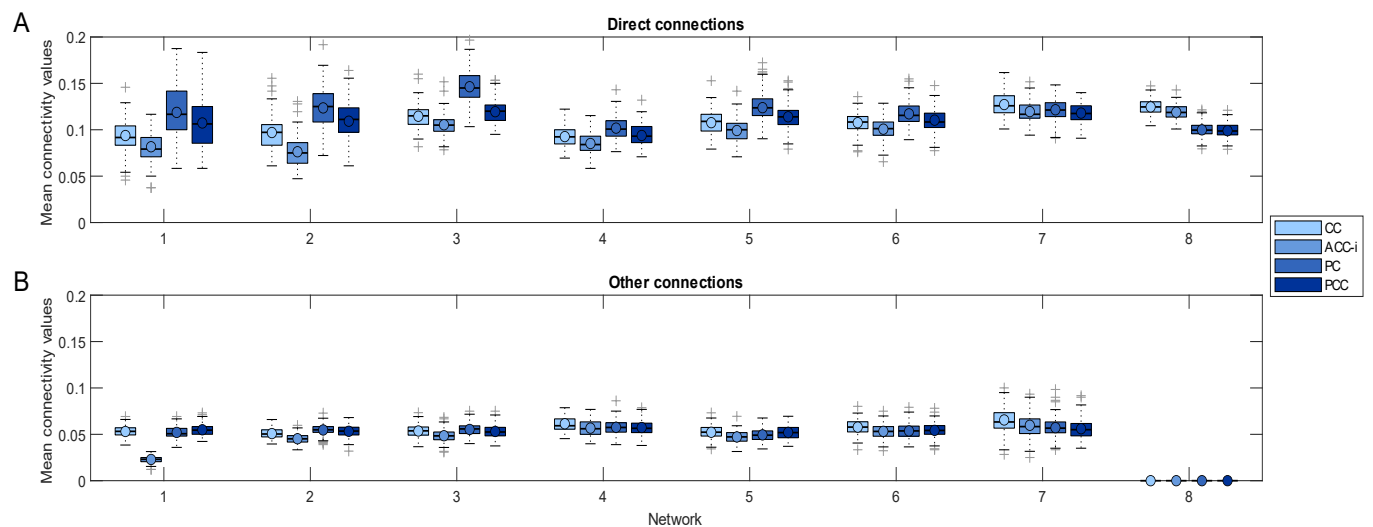 A
Direct connections
Mean connectivity values
0.2
0.15
0.1
0.05
0
1 2 3 4 5 6 7 8
CC
ACC-i
PC
PCC
B
Other connections
Mean connectivity values
0.2
0.15
0.1
0.05
0
1 2 3 4 5 6 7 8
Network